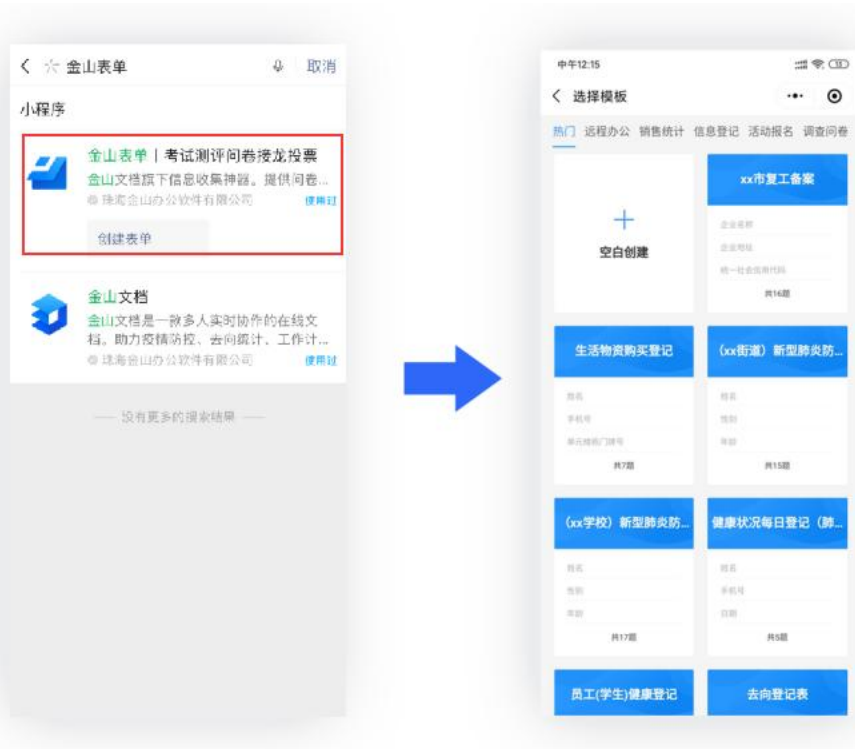 金山表单
取消
小程序
金山表单 | 考试测评问卷接龙投票
金山文档旗下信息收集神器。提供问卷...
珠海金山办公软件有限公司
使用过
创建表单
金山文档
金山文档是一款多人实时协作的在线文
档。助力疫情防控、去向统计、工作计...
珠海金山办公软件有限公司
使用过
没有更多的搜索结果
中午12:15
选择模板
热门 远程办公 销售统计 信息登记 活动报名 调查问卷
空白创建
xx市复工备案
企业名称
企业地址
统一社会信用代码
共16题
生活物资购买登记
姓名
手机号
单元楼栋门牌号
共7题
（xx街道）新型肺炎防...
姓名
性别
年龄
共15题
（xx学校）新型肺炎防...
姓名
性别
年龄
共17题
健康状况每日登记（肺...
姓名
手机号
日期
共5题
员工(学生)健康登记
去向登记表